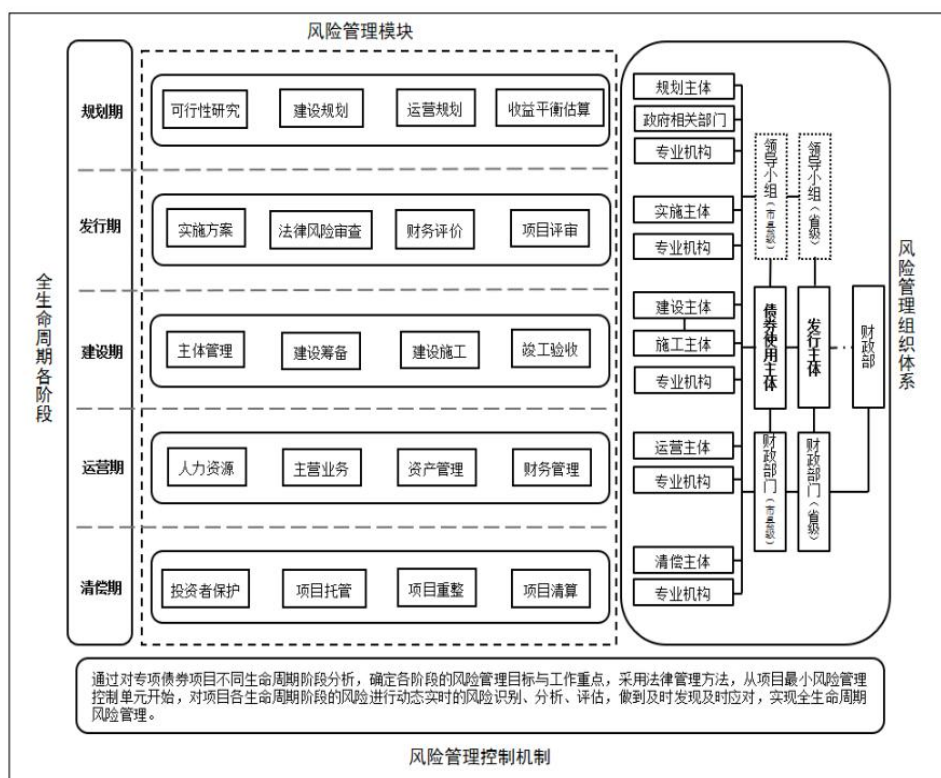 风险管理模块
全生命周期各阶段
规划期
可行性研究
建设规划
运营规划
收益平衡估算
发行期
实施方案
法律风险审查
财务评价
项目评审
建设期
主体管理
建设筹备
建设施工
竣工验收
运营期
人力资源
主营业务
资产管理
财务管理
清偿期
投资者保护
项目托管
项目重整
项目清算
规划主体
政府相关部门
专业机构
实施主体
专业机构
建设主体
施工主体
专业机构
运营主体
专业机构
清偿主体
专业机构
领导小组（市县级）
领导小组（省级）
债券使用主体
发行主体
财政部
财政部门（市县级）
财政部门（省级）
风险管理组织体系
通过对专项债券项目不同生命周期阶段分析，确定各阶段的风险管理目标与工作重点，采用法律管理方法，从项目最小风险管理
控制单元开始，对项目各生命周期阶段的风险进行动态实时的风险识别、分析、评估，做到及时发现及时应对，实现全生命周期
风险管理。
风险管理控制机制